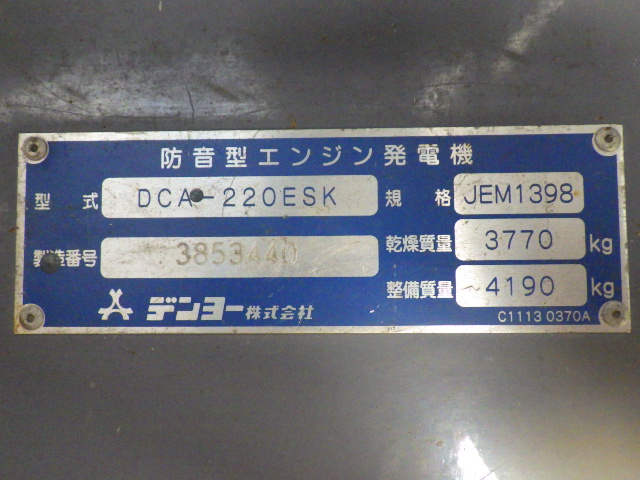 防音型エンジン発電機
型式 DCA-220ESK 規格 JEM1398
製造番号 3853440 乾燥質量 3770 kg
整備質量 4190 kg
デンヨー株式会社 C1113 0370A